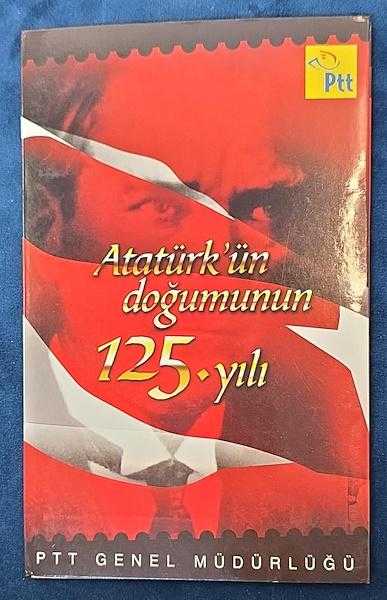 Ptt
Atatürk'ün
doğumunun
125. yılı
PTT GENEL MÜDÜRLÜĞÜ